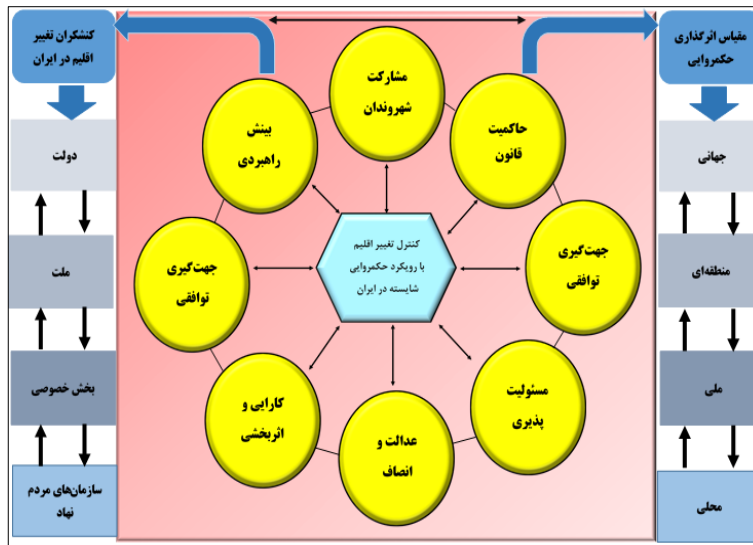 مقیاس اثرگذاری
حکمروایی
جهانی
منطقه‌ای
ملی
محلی
کنشگران تغییر
اقلیم در ایران
دولت
ملت
بخش خصوصی
سازمان‌های مردم
نهاد
مشارکت
شهروندان
حاکمیت
قانون
جهت‌گیری
توافقی
مسئولیت
پذیری
عدالت و
انصاف
کارایی و
اثربخشی
جهت‌گیری
توافقی
بینش
راهبردی
کنترل تغییر اقلیم
با رویکرد حکمروایی
شایسته در ایران